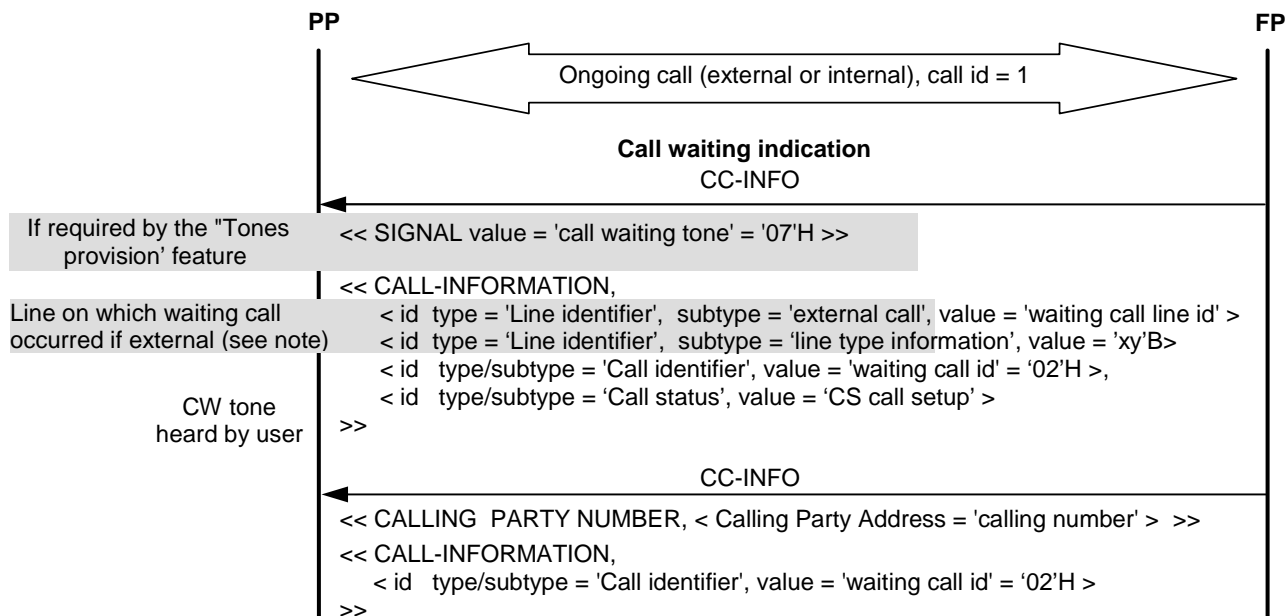 PP FP
Ongoing call (external or internal), call id = 1
Call waiting indication
CC-INFO
If required by the "Tones
provision’ feature
<< SIGNAL value = 'call waiting tone' = '07'H >>
<< CALL-INFORMATION,
Line on which waiting call
occurred if external (see note)
< id type = 'Line identifier', subtype = 'external call', value = 'waiting call line id' >
< id type = ‘Line identifier’, subtype = ‘line type information’, value = ’xy’B>
< id type/subtype = 'Call identifier', value = 'waiting call id' = ‘02’H >,
< id type/subtype = ‘Call status’, value = ‘CS call setup’ >
>>
CW tone
heard by user
CC-INFO
<< CALLING PARTY NUMBER, < Calling Party Address = 'calling number' > >>
<< CALL-INFORMATION,
< id type/subtype = 'Call identifier', value = 'waiting call id' = ‘02’H >
>>